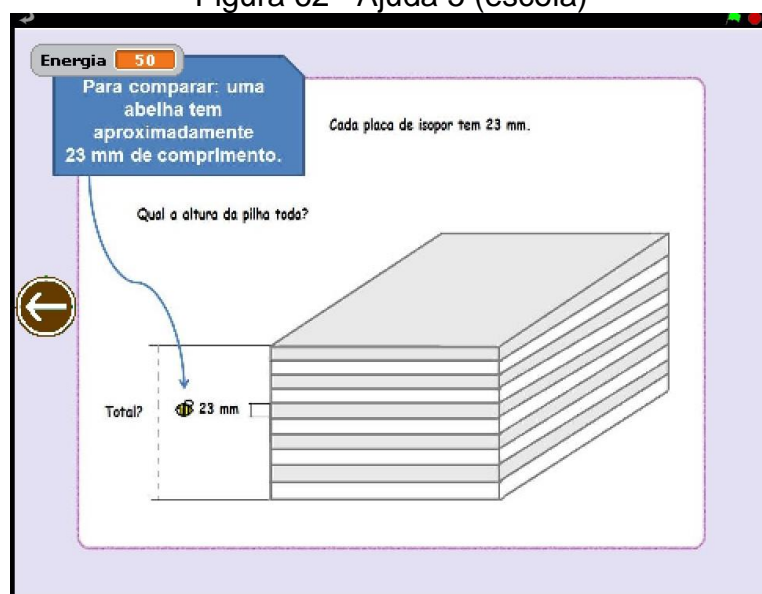 Figura 62 - Ajuda 3 (escola)
Energia 50
Para comparar: uma
abelha tem
aproximadamente
23 mm de comprimento.
Cada placa de isopor tem 23 mm.
Qual a altura da pilha toda?
Total?
23 mm